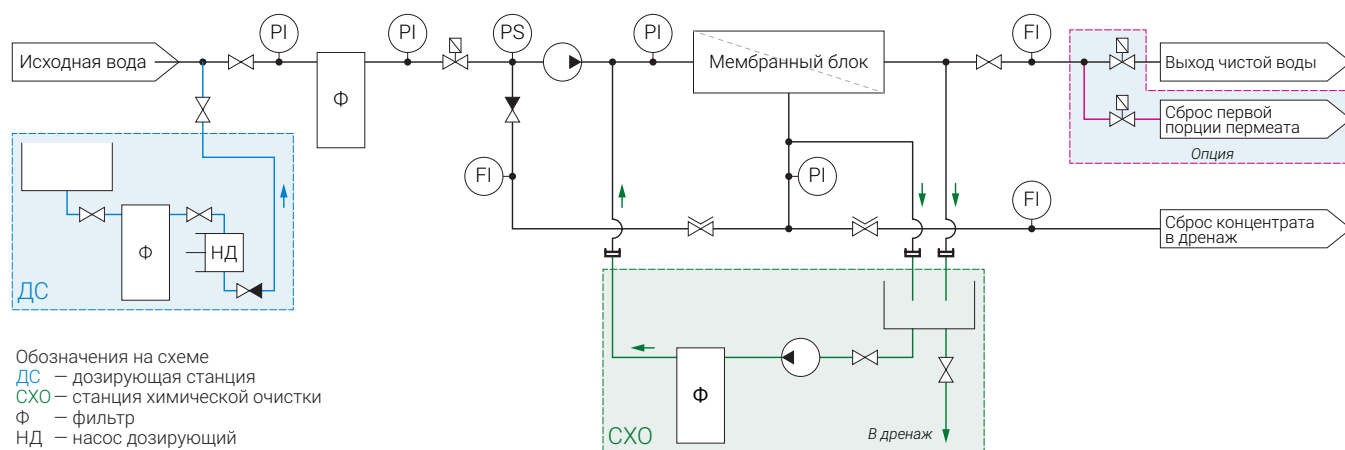 PI
PI
PS
PI
FI
Исходная вода
Ф
Мембранный блок
Выход чистой воды
Сброс первой
порции пермеата
Опция
FI
PI
FI
Сброс концентрата
в дренаж
Ф
НД
ДС
Ф
СХО
В дренаж
Обозначения на схеме
ДС — дозирующая станция
СХО — станция химической очистки
Ф — фильтр
НД — насос дозирующий